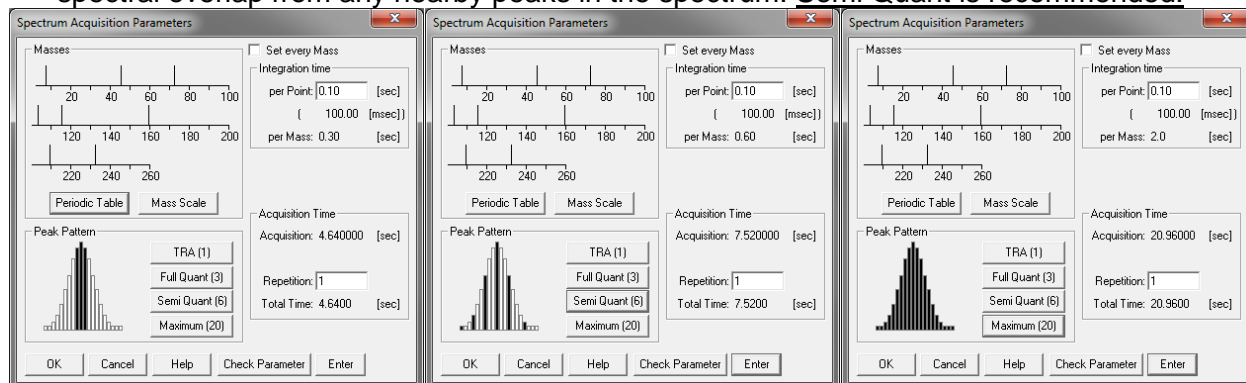 spectral overlap from any nearby peaks in the spectrum. Semi Quant is recommended.
Spectrum Acquisition Parameters
Masses
20 40 60 80 100
120 140 160 180 200
220 240 260
Periodic Table Mass Scale
Set every Mass
Integration time
per Point: 0.10 [sec]
( 100.00 [msec])
per Mass: 0.30 [sec]
Peak Pattern
TRA (1)
Full Quant (3)
Semi Quant (6)
Maximum (20)
Acquisition Time
Acquisition: 4.640000 [sec]
Repetition: 1
Total Time: 4.6400 [sec]
OK Cancel Help Check Parameter Enter
Spectrum Acquisition Parameters
Masses
20 40 60 80 100
120 140 160 180 200
220 240 260
Periodic Table Mass Scale
Set every Mass
Integration time
per Point: 0.10 [sec]
( 100.00 [msec])
per Mass: 0.60 [sec]
Peak Pattern
TRA (1)
Full Quant (3)
Semi Quant (6)
Maximum (20)
Acquisition Time
Acquisition: 7.520000 [sec]
Repetition: 1
Total Time: 7.5200 [sec]
OK Cancel Help Check Parameter Enter
Spectrum Acquisition Parameters
Masses
20 40 60 80 100
120 140 160 180 200
220 240 260
Periodic Table Mass Scale
Set every Mass
Integration time
per Point: 0.10 [sec]
( 100.00 [msec])
per Mass: 2.0 [sec]
Peak Pattern
TRA (1)
Full Quant (3)
Semi Quant (6)
Maximum (20)
Acquisition Time
Acquisition: 20.96000 [sec]
Repetition: 1
Total Time: 20.9600 [sec]
OK Cancel Help Check Parameter Enter